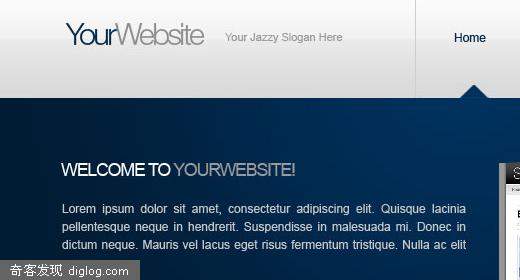 YourWebsite
Your Jazzy Slogan Here
Home
WELCOME TO YOURWEBSITE!
Lorem ipsum dolor sit amet, consectetur adipiscing elit. Quisque lacinia
pellentesque neque in hendrerit. Suspendisse in malesuada mi. Donec in
dictum neque. Mauris vel lacus eget risus fermentum tristique. Nulla ac elit
奇客发现 diglog.com